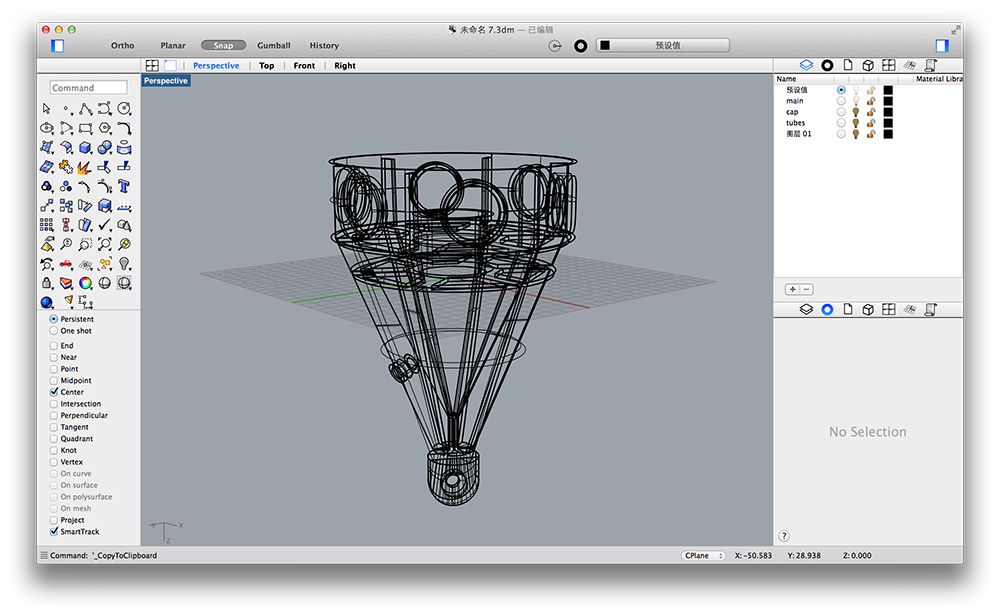 未命名 7.3dm — 已编辑
Ortho Planar Snap Gumball History 预设值
Perspective Top Front Right
Perspective
Command
Name Material Libra
预设值
main
cap
tubes
图层 01
Persistent
One shot
End
Near
Point
Midpoint
Center
Intersection
Perpendicular
Tangent
Quadrant
Knot
Vertex
On curve
On surface
On polysurface
On mesh
Project
SmartTrack
No Selection
y x
z
?
Command: '_CopyToClipboard CPlane X: -50.583 Y: 28.938 Z: 0.000